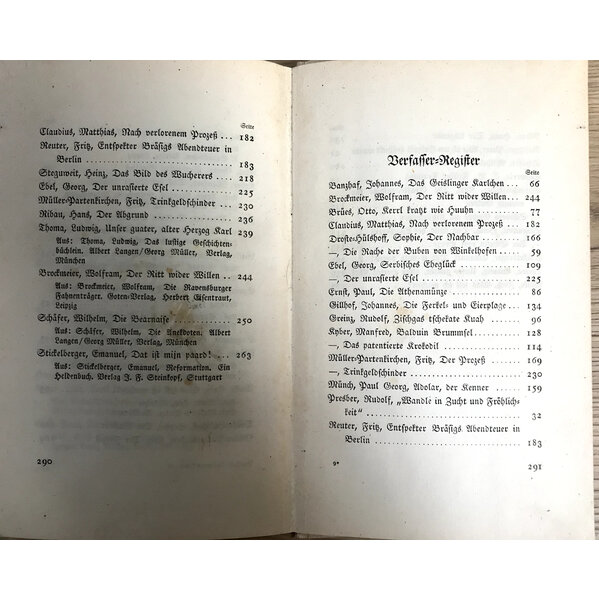 Seite
Claudius, Matthias, Nach verlorenem Prozeß ... 182
Reuter, Fritz, Entspekter Bräsigs Abendteuer in
Berlin ........................ 183
Steguweit, Heinz, Das Bild des Wucherers .... 218
Ebel, Georg, Der unrasierte Esel ........... 225
Müller-Partenkirchen, Fritz, Trinkgeldschinder ... 230
Ribau, Hans, Der Abgrund ............... 236
Thoma, Ludwig, Unser guater, alter Herzog Karl 239
Aus: Thoma, Ludwig, Das lustige Geschichten-
büchlein. Albert Langen/Georg Müller, Verlag,
München
Brockmeier, Wolfram, Der Ritt wider Willen .. 244
Aus: Brockmeier, Wolfram, Die Ravensburger
Fahnenträger. Goten-Verlag, Herbert Eisentraut,
Leipzig
Schäfer, Wilhelm, Die Bearnaise ........... 250
Aus: Schäfer, Wilhelm, Die Anekdoten. Albert
Langen/Georg Müller, Verlag, München
Stickelberger, Emanuel, Dat ist mijn paard! .... 263
Aus: Stickelberger, Emanuel, Reformation. Ein
Heldenbuch. Verlag J. F. Steinkopf, Stuttgart
290
Verfasser-Register
Seite
Banzhaf, Johannes, Das Geislinger Karlchen ... 66
Brockmeier, Wolfram, Der Ritt wider Willen .... 244
Brües, Otto, Kerrl kratz wie Huuhn ......... 77
Claudius, Matthias, Nach verlorenem Prozeß ... 182
Droste-Hülshoff, Sophie, Der Nachbar ........ 166
—, Die Rache der Buben von Winkelhofen ..... 59
Ebel, Georg, Serbisches Eheglück ........... 109
—, Der unrasierte Esel ................. 225
Ernst, Paul, Die Athenamünze ............ 86
Gillhof, Johannes, Die Ferkel- und Eierplage .... 34
Greinz, Rudolf, Zischgas tschekate Kuah ...... 96
Kyber, Manfred, Balduin Brummsel ......... 128
—, Das patentierte Krokodil .............. 114
Müller-Partenkirchen, Fritz, Der Prozeß ...... 169
—, Trinkgeldschinder .................. 230
Münch, Paul Georg, Adolar, der Kenner ...... 159
Presber, Rudolf, „Wandle in Zucht und Fröhlich-
keit“ ......................... 32
Reuter, Fritz, Entspekter Bräsigs Abendteuer in
Berlin ........................ 183
9*
291